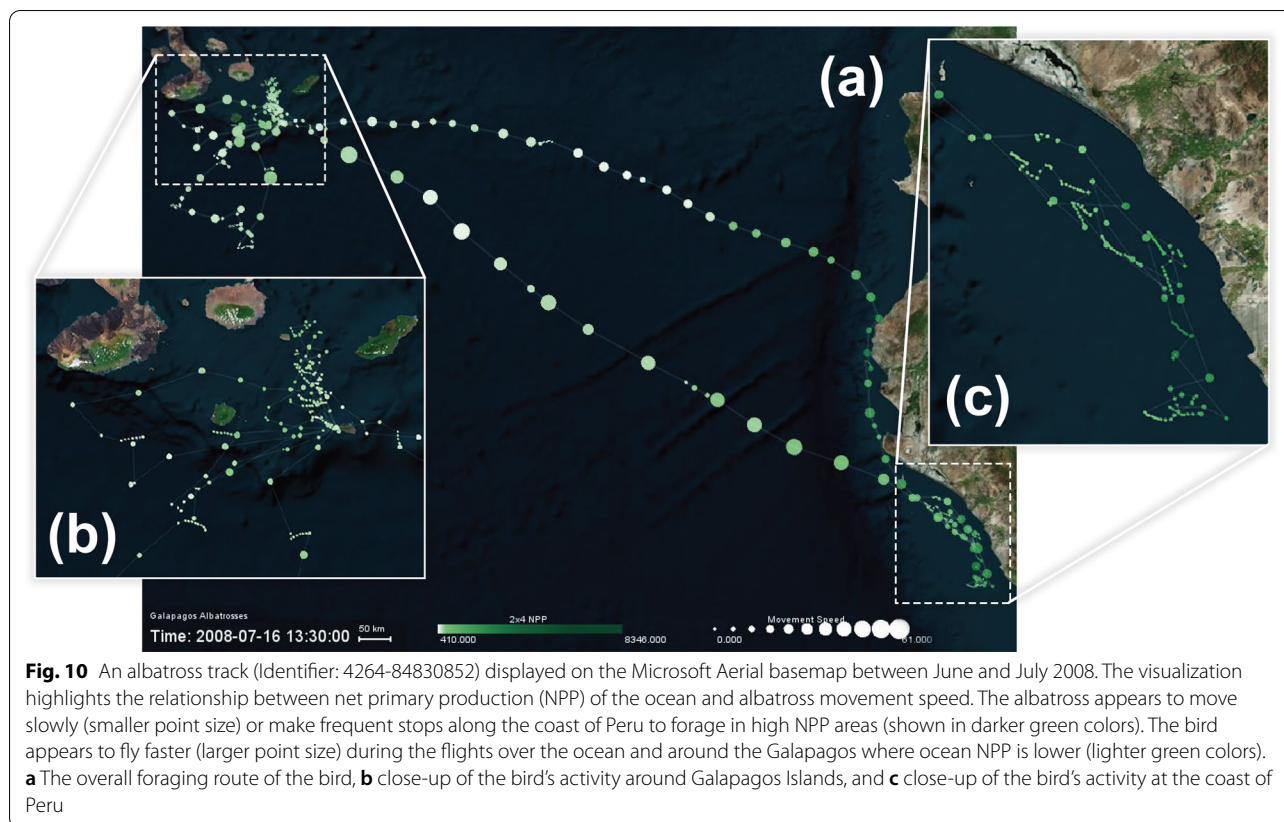 (a)
(c)
(b)
Galapagos Albatrosses
Time: 2008-07-16 13:30:00
50 km
2x4 NPP
410.000 8346.000
Movement Speed
0.000 61.000
Fig. 10 An albatross track (Identifier: 4264-84830852) displayed on the Microsoft Aerial basemap between June and July 2008. The visualization
highlights the relationship between net primary production (NPP) of the ocean and albatross movement speed. The albatross appears to move
slowly (smaller point size) or make frequent stops along the coast of Peru to forage in high NPP areas (shown in darker green colors). The bird
appears to fly faster (larger point size) during the flights over the ocean and around the Galapagos where ocean NPP is lower (lighter green colors).
a The overall foraging route of the bird, b close-up of the bird's activity around Galapagos Islands, and c close-up of the bird's activity at the coast of
Peru